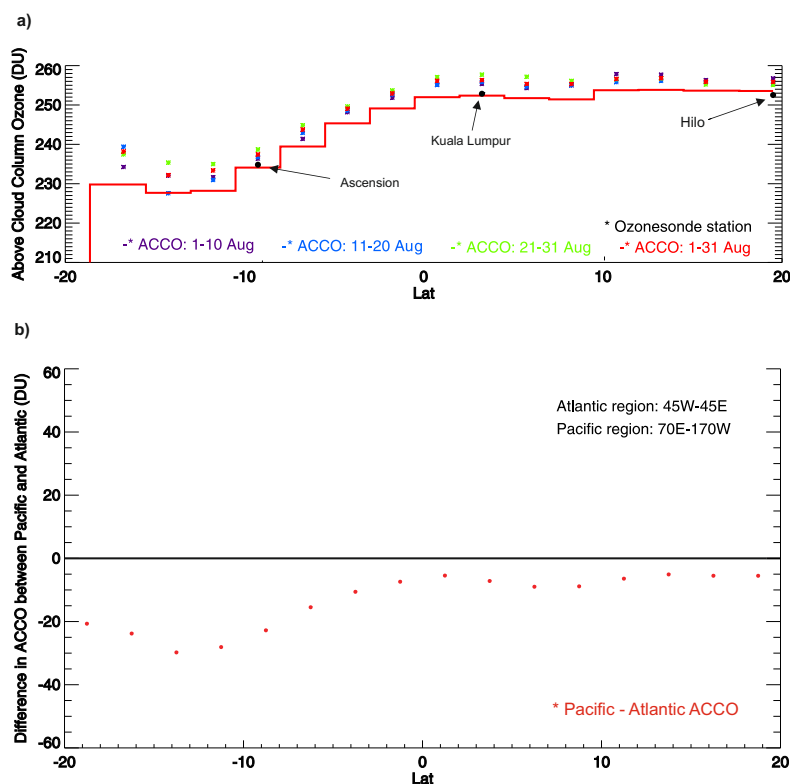 a)
Above Cloud Column Ozone (DU)
260
250
240
230
220
210
Kuala Lumpur
Hilo
Ascension
* Ozonesonde station
-* ACCO: 1-10 Aug -* ACCO: 11-20 Aug -* ACCO: 21-31 Aug -* ACCO: 1-31 Aug
-20 -10 0 10 20
Lat
b)
Difference in ACCO between Pacific and Atlantic (DU)
60
40
20
0
-20
-40
-60
Atlantic region: 45W-45E
Pacific region: 70E-170W
* Pacific - Atlantic ACCO
-20 -10 0 10 20
Lat